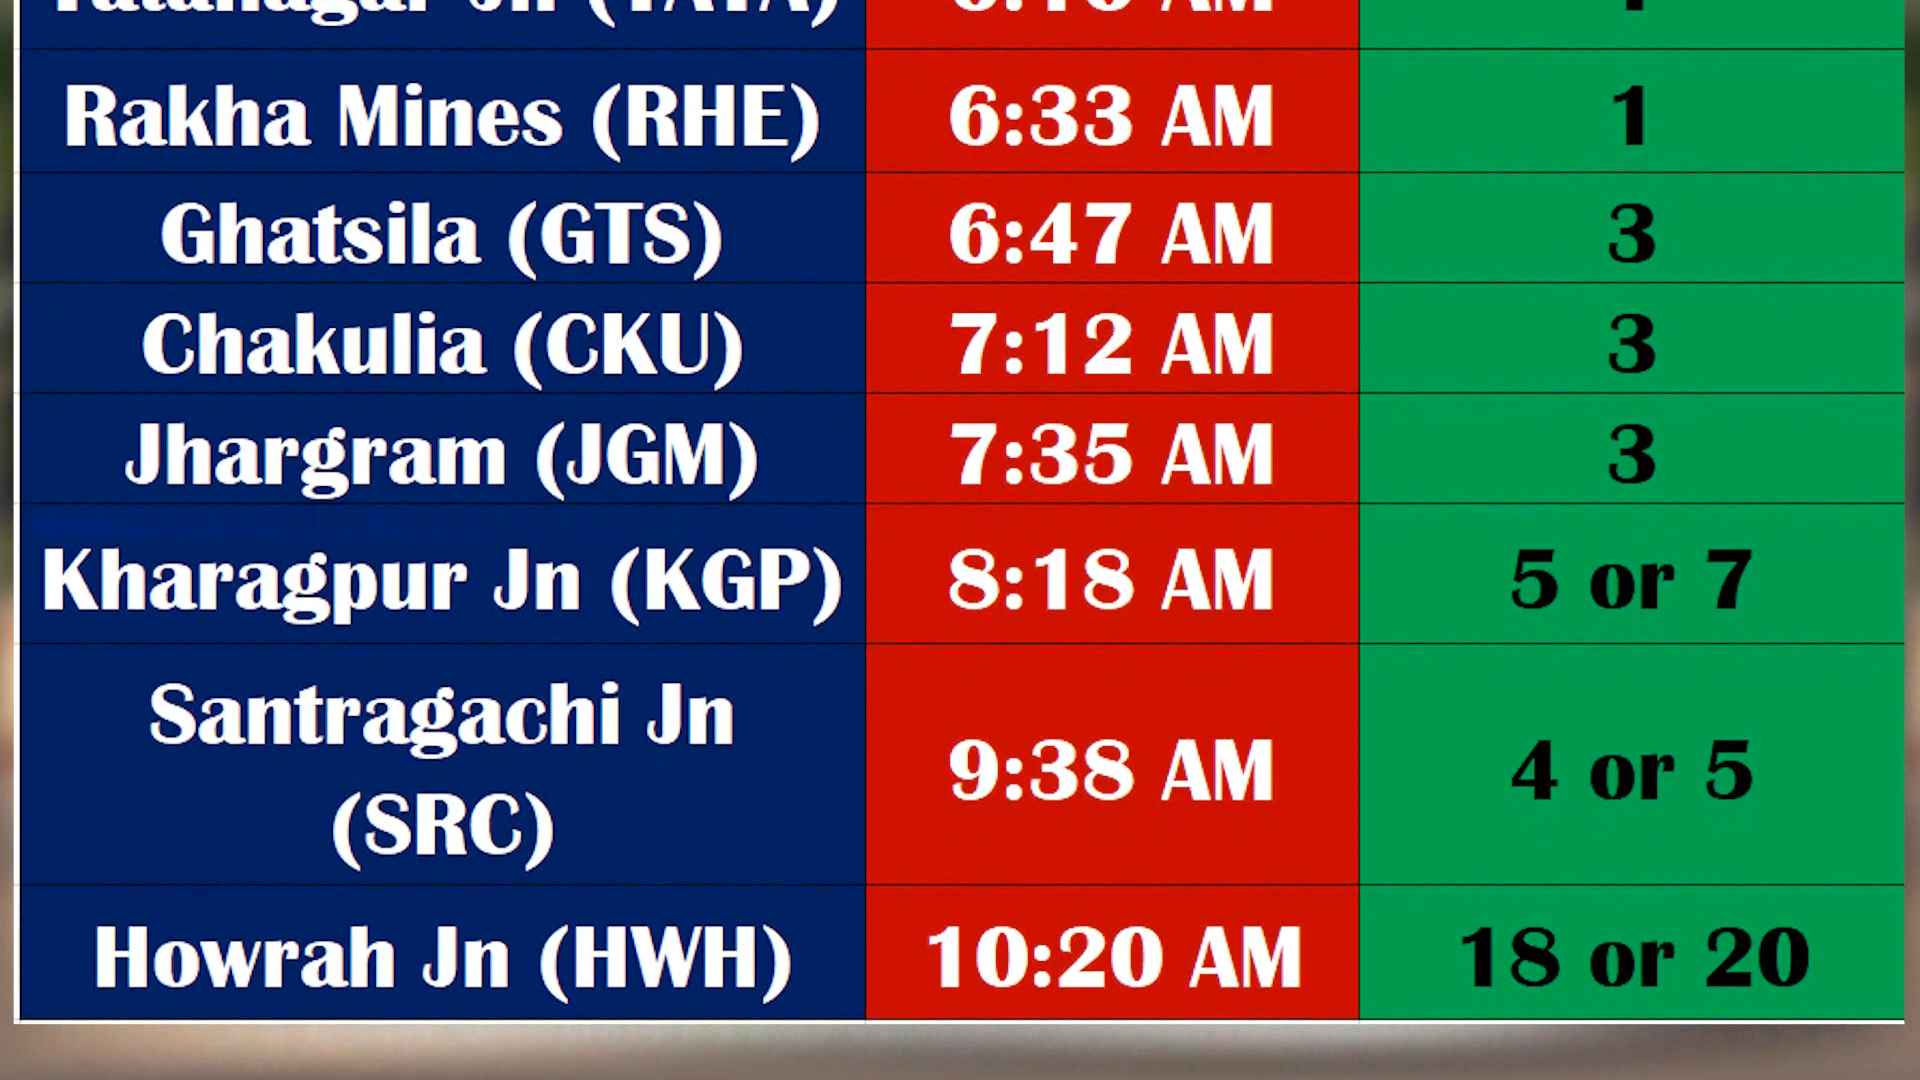 Rakha Mines (RHE) 6:33 AM 1
Ghatsila (GTS) 6:47 AM 3
Chakulia (CKU) 7:12 AM 3
Jhargram (JGM) 7:35 AM 3
Kharagpur Jn (KGP) 8:18 AM 5 or 7
Santragachi Jn
(SRC) 9:38 AM 4 or 5
Howrah Jn (HWH) 10:20 AM 18 or 20